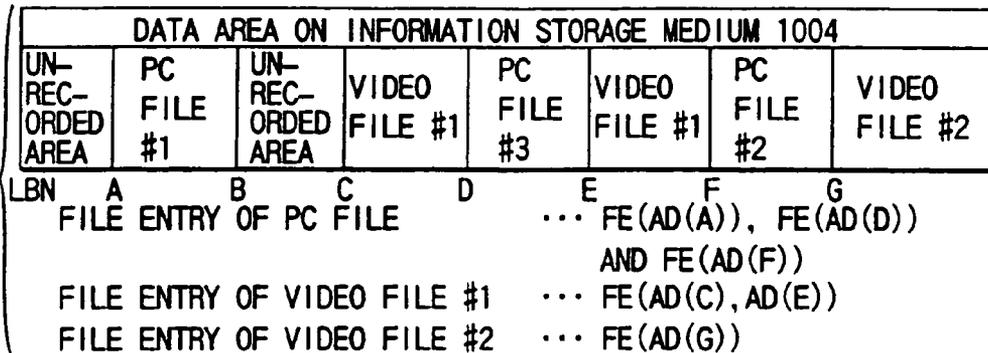 DATA AREA ON INFORMATION STORAGE MEDIUM 1004
UN-
REC-
ORDED
AREA
PC
FILE
#1
UN-
REC-
ORDED
AREA
VIDEO
FILE #1
PC
FILE
#3
VIDEO
FILE #1
PC
FILE
#2
VIDEO
FILE #2
LBN A B C D E F G
FILE ENTRY OF PC FILE ··· FE(AD(A)), FE(AD(D))
AND FE(AD(F))
FILE ENTRY OF VIDEO FILE #1 ··· FE(AD(C),AD(E))
FILE ENTRY OF VIDEO FILE #2 ··· FE(AD(G))